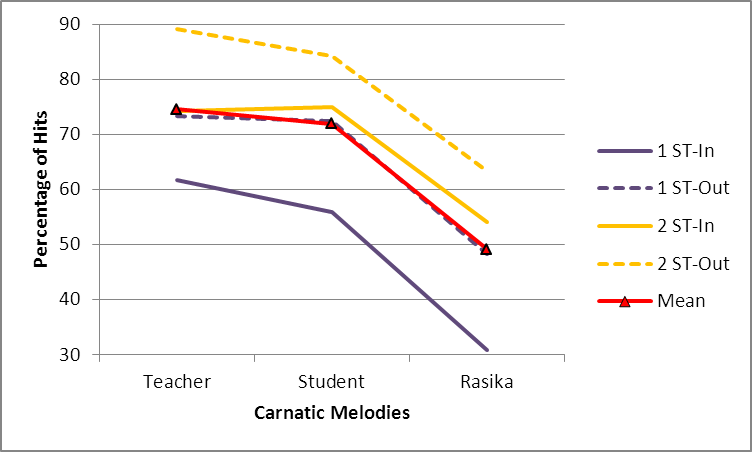 Percentage of Hits
90
80
70
60
50
40
30
Teacher Student Rasika
Carnatic Melodies
1 ST-In
1 ST-Out
2 ST-In
2 ST-Out
Mean